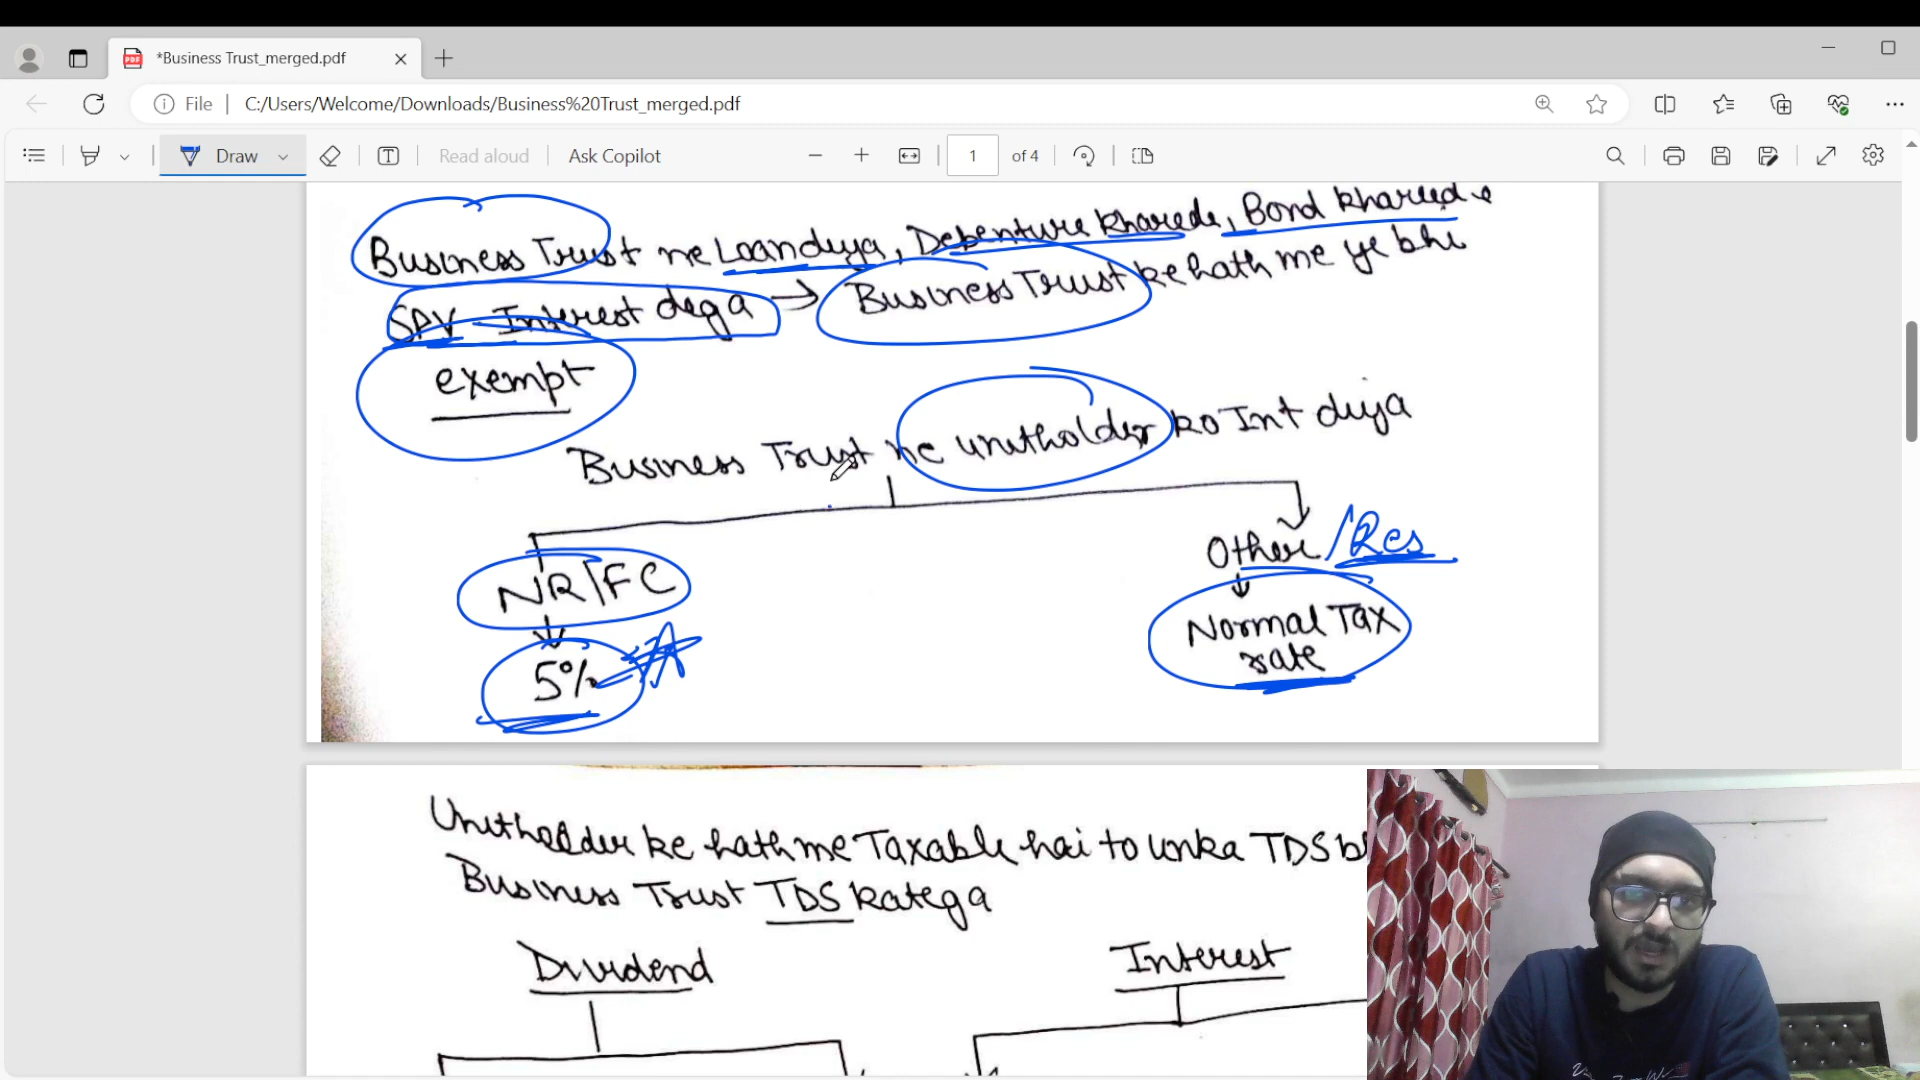 *Business Trust_merged.pdf
File | C:/Users/Welcome/Downloads/Business%20Trust_merged.pdf
Draw Read aloud Ask Copilot 1 of 4
Business Trust ne Loan diya, Debenture kharede, Bond kharede
SPV Interest dega → Business Trust ke hath me ye bhi
exempt
Business Trust ne unitholder ko Int diya
NR/FC Other /Res
5% Normal Tax
rate
Unitholder ke hath me Taxable hai to unka TDS b
Business Trust TDS katega
Dividend Interest